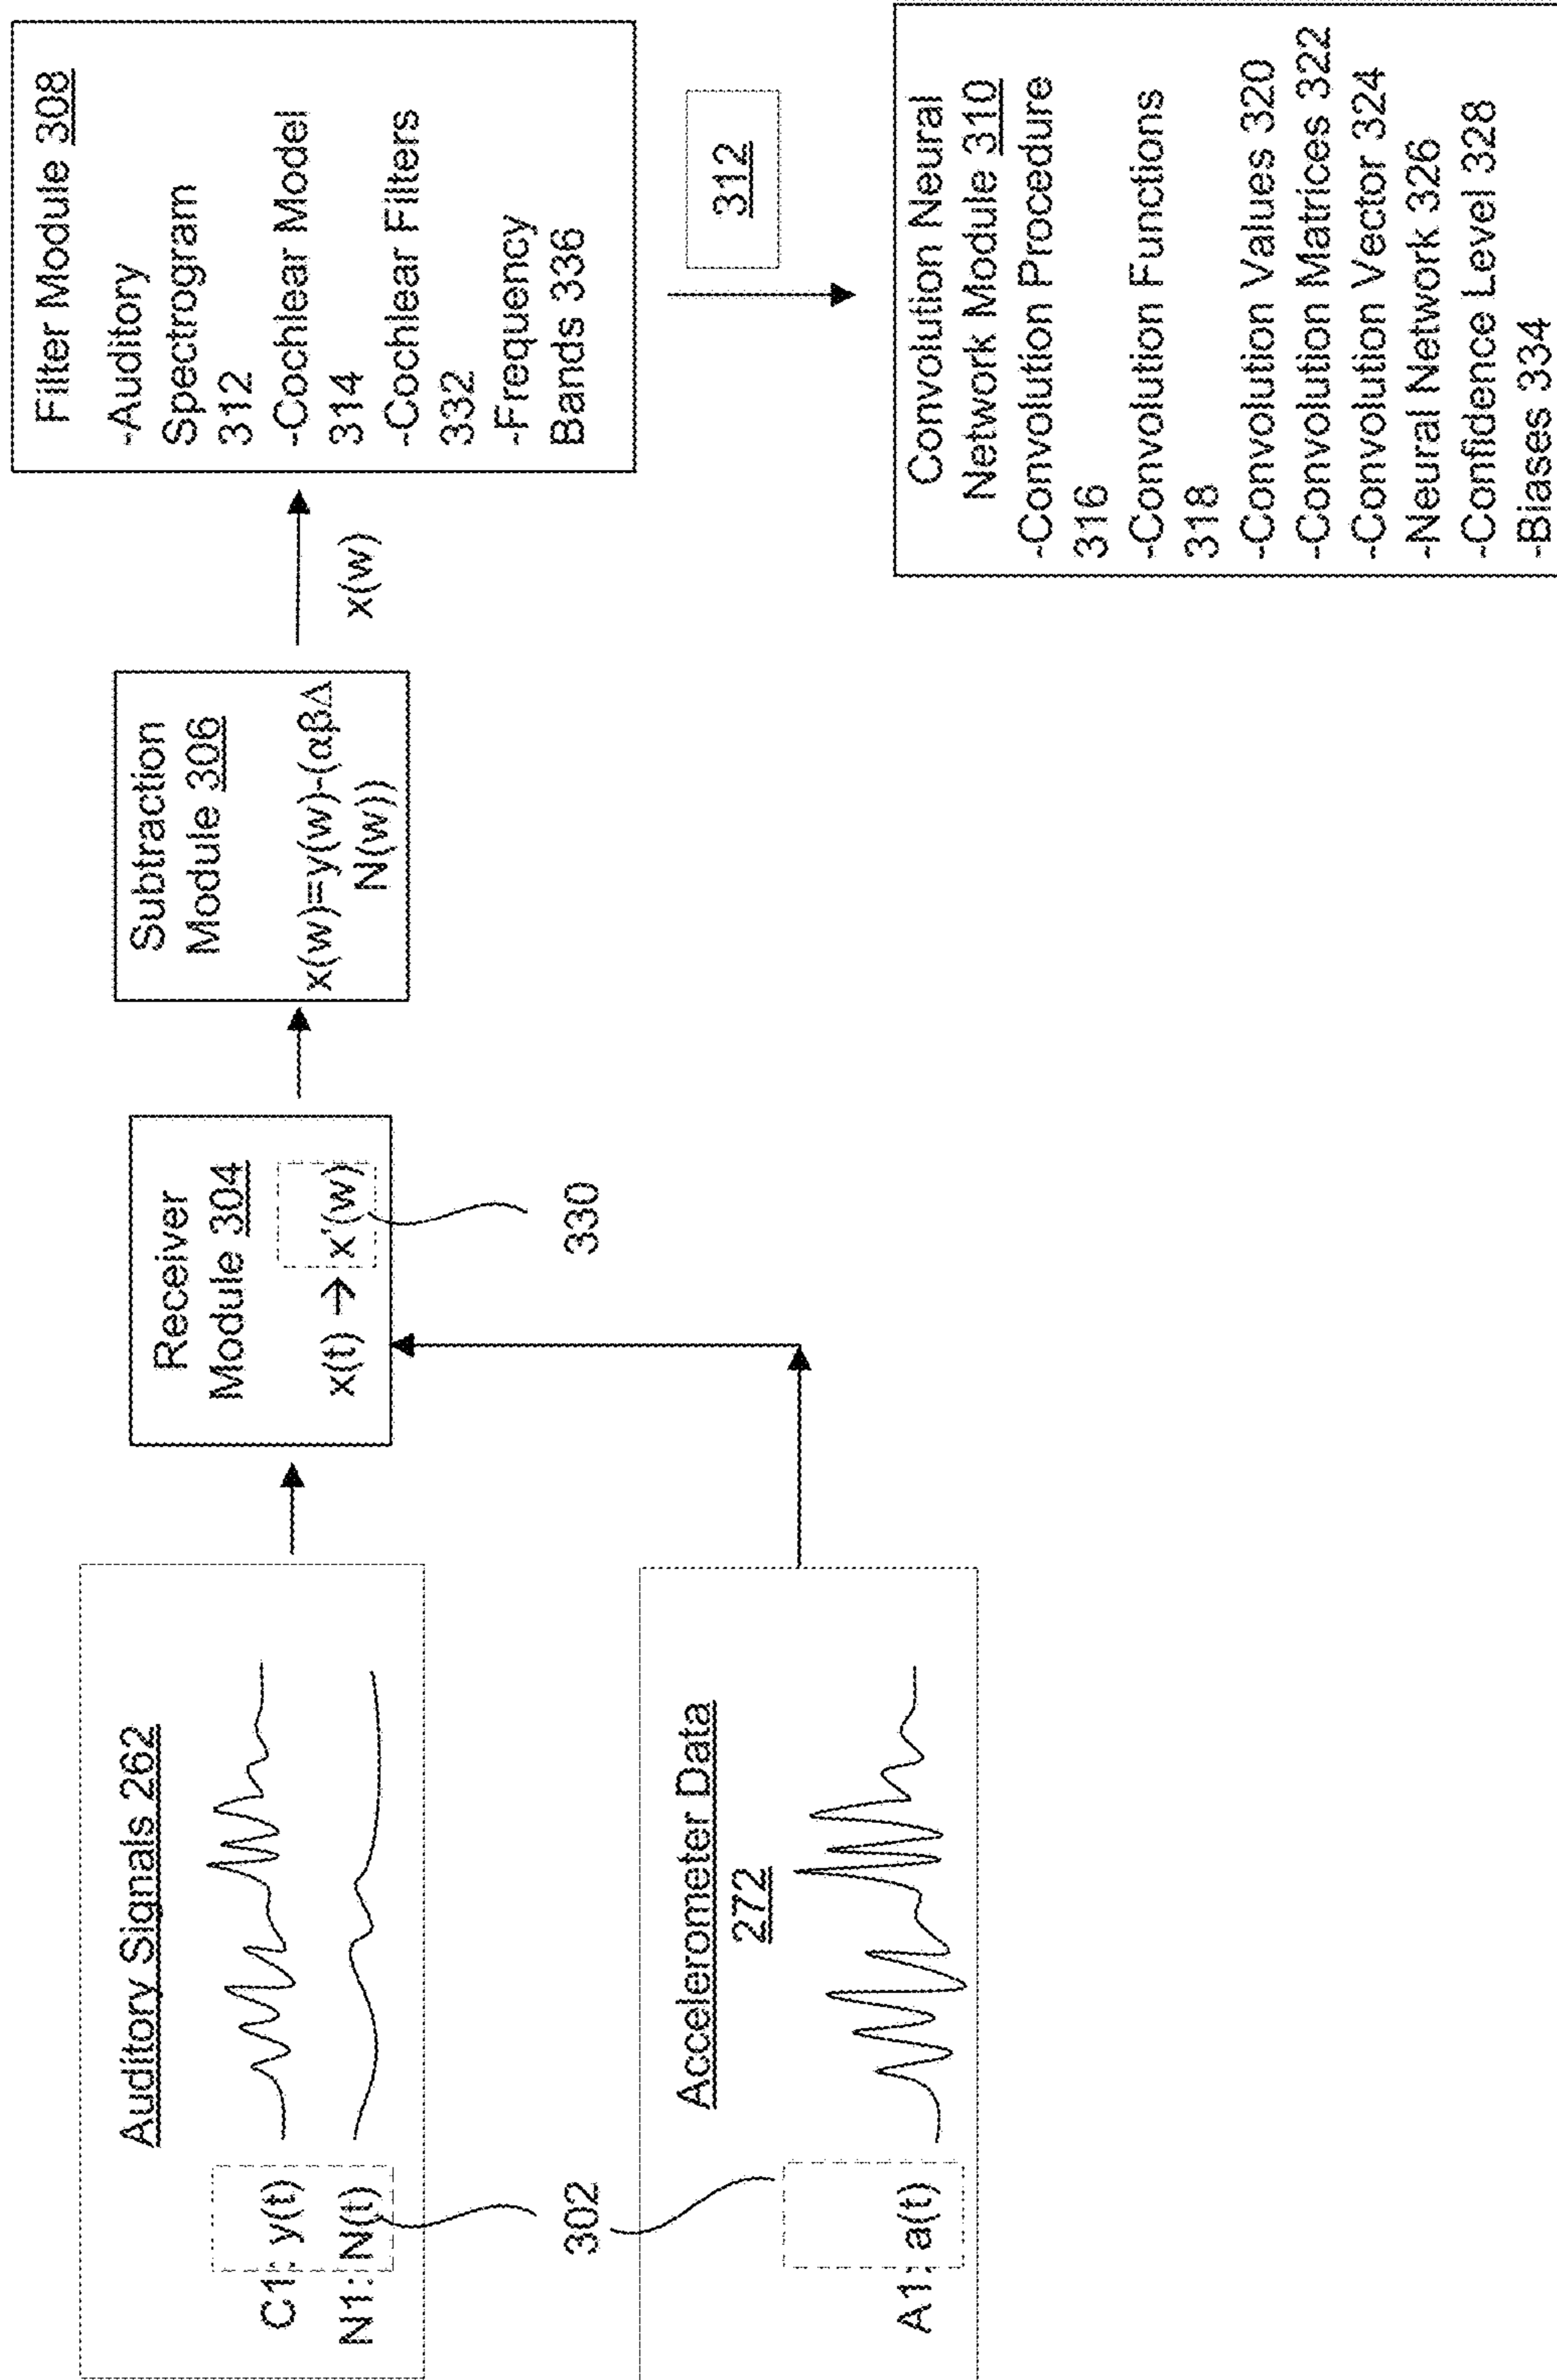 Auditory Signals 262
C1: y(t)
N1: N(t)
302
Accelerometer Data
272
A1: a(t)
Receiver
Module 304
x(t) → x'(w)
330
Subtraction
Module 306
x(w)=y(w)-(αβΔ
N(w))
x(w)
Filter Module 308
-Auditory
Spectrogram
312
-Cochlear Model
314
-Cochlear Filters
332
-Frequency
Bands 336
312
Convolution Neural
Network Module 310
-Convolution Procedure
316
-Convolution Functions
318
-Convolution Values 320
-Convolution Matrices 322
-Convolution Vector 324
-Neural Network 326
-Confidence Level 328
-Biases 334